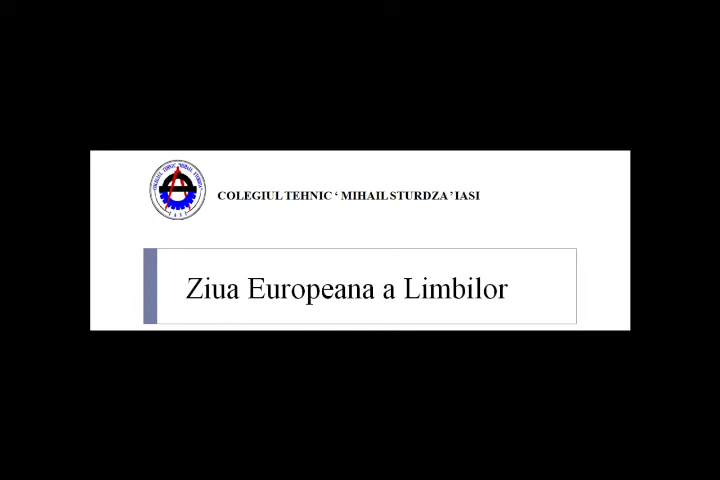 COLEGIUL TEHNIC ‘ MIHAIL STURDZA ’ IASI
Ziua Europeana a Limbilor